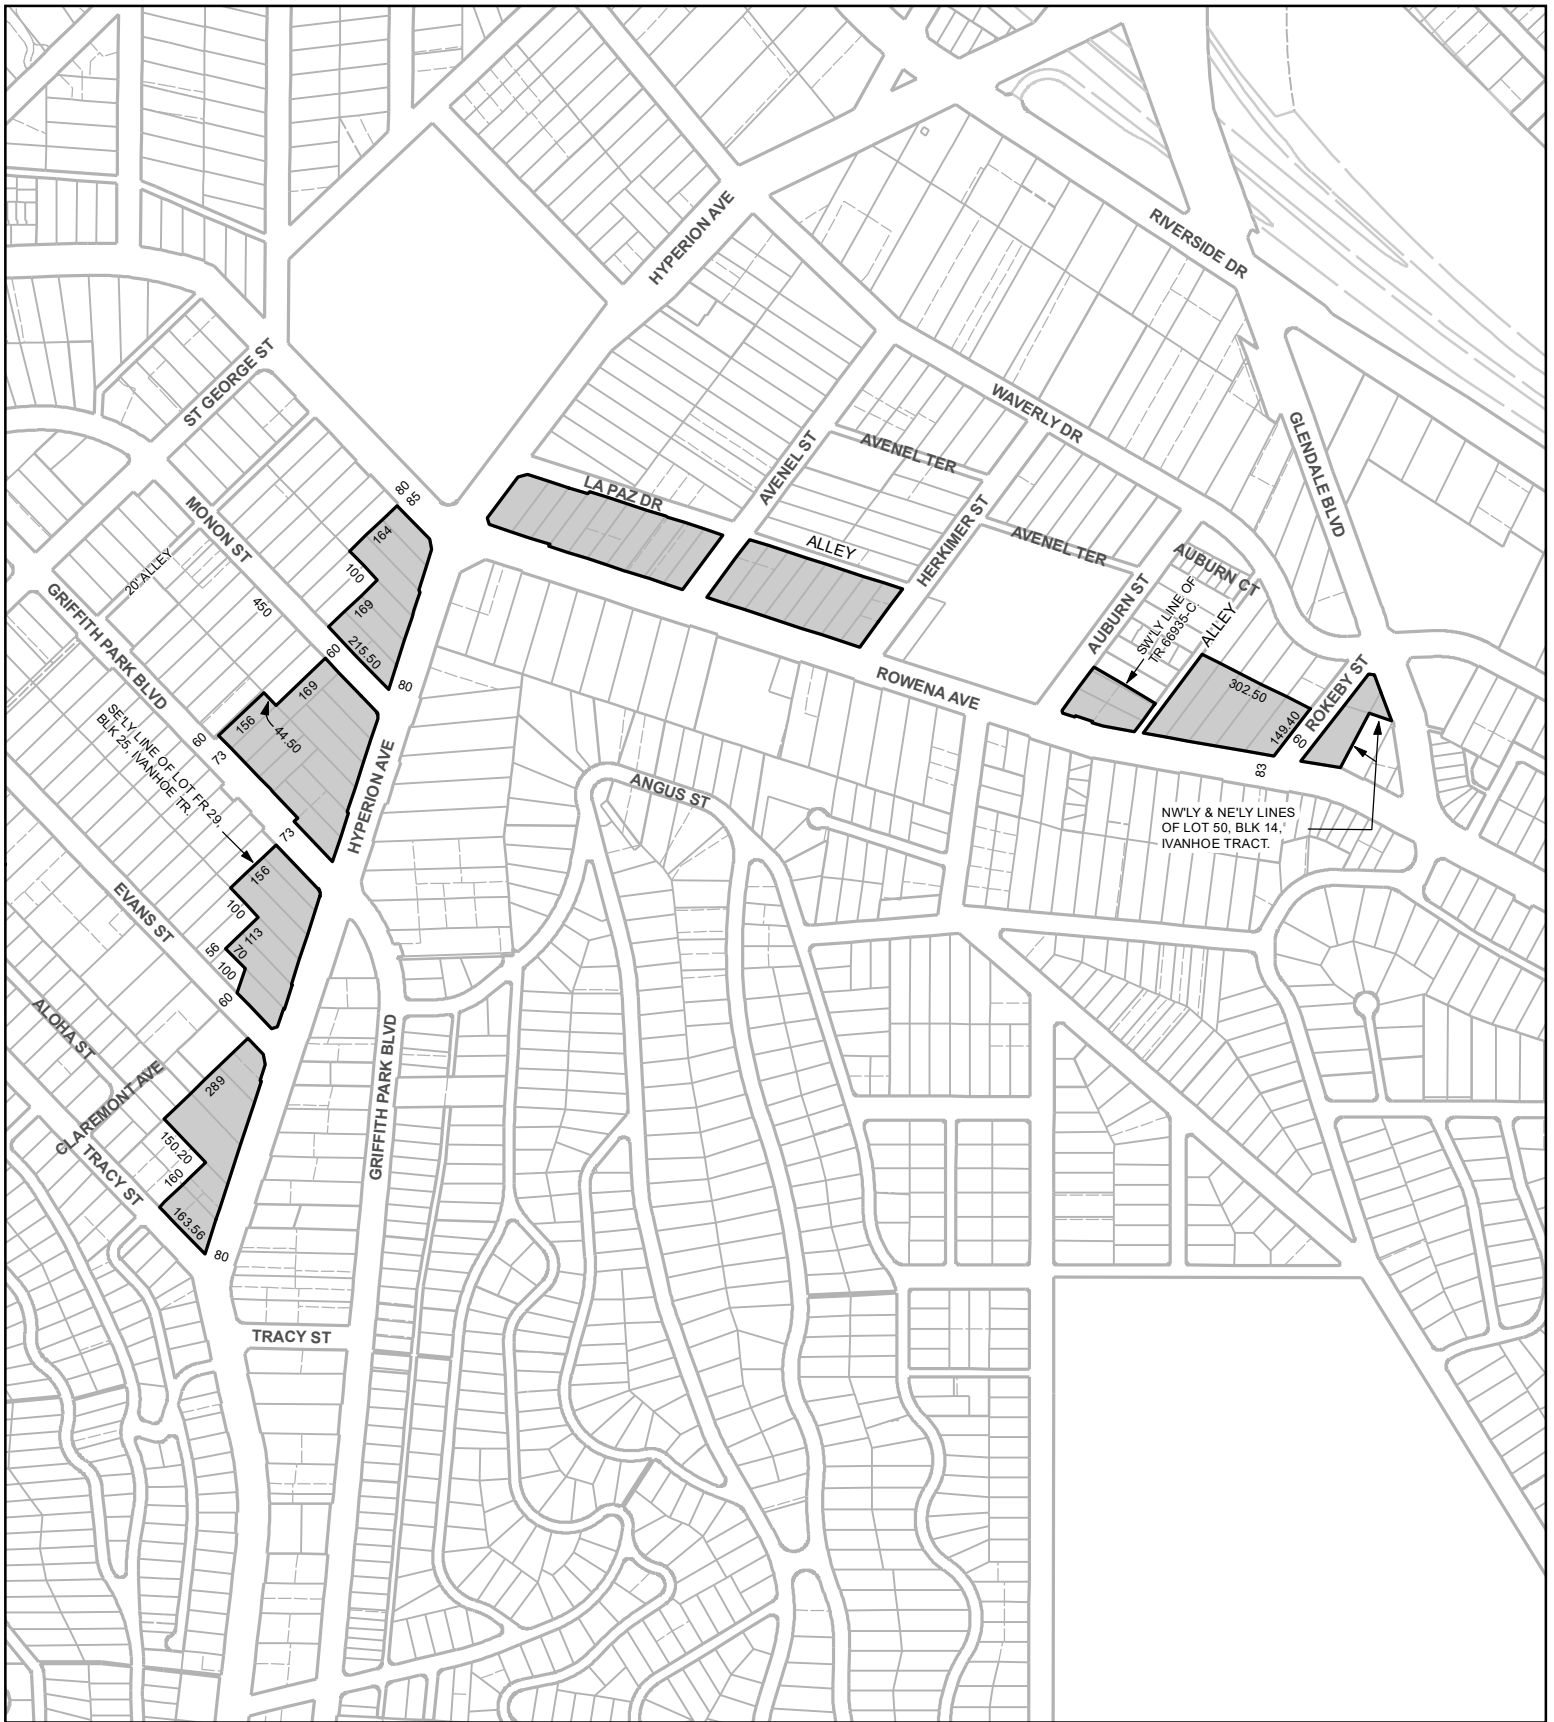 HYPERION AVE
RIVERSIDE DR
ST GEORGE ST
WAVERLY DR
GLENDALE BLVD
AVENEL ST
AVENEL TER
80
85
LA PAZ DR
MONON ST
164
100
169
215.50
80
20' ALLEY
450
ALLEY
HERKIMER ST
AVENEL TER
AUBURN CT
AUBURN ST
SW'LY LINE OF
TR 66935-C.
ALLEY
GRIFFITH PARK BLVD
60
169
156
44.50
60
73
ROWENA AVE
302.50
149.40
60
ROKEBY ST
83
SE'LY LINE OF LOT FR 29,
BLK 25, IVANHOE TR.
HYPERION AVE
ANGUS ST
NW'LY & NE'LY LINES
OF LOT 50, BLK 14,
IVANHOE TRACT.
73
156
100
113
70
56
100
60
EVANS ST
ALOHA ST
CLAREMONT AVE
TRACY ST
289
150.20
160
163.56
80
GRIFFITH PARK BLVD
TRACY ST